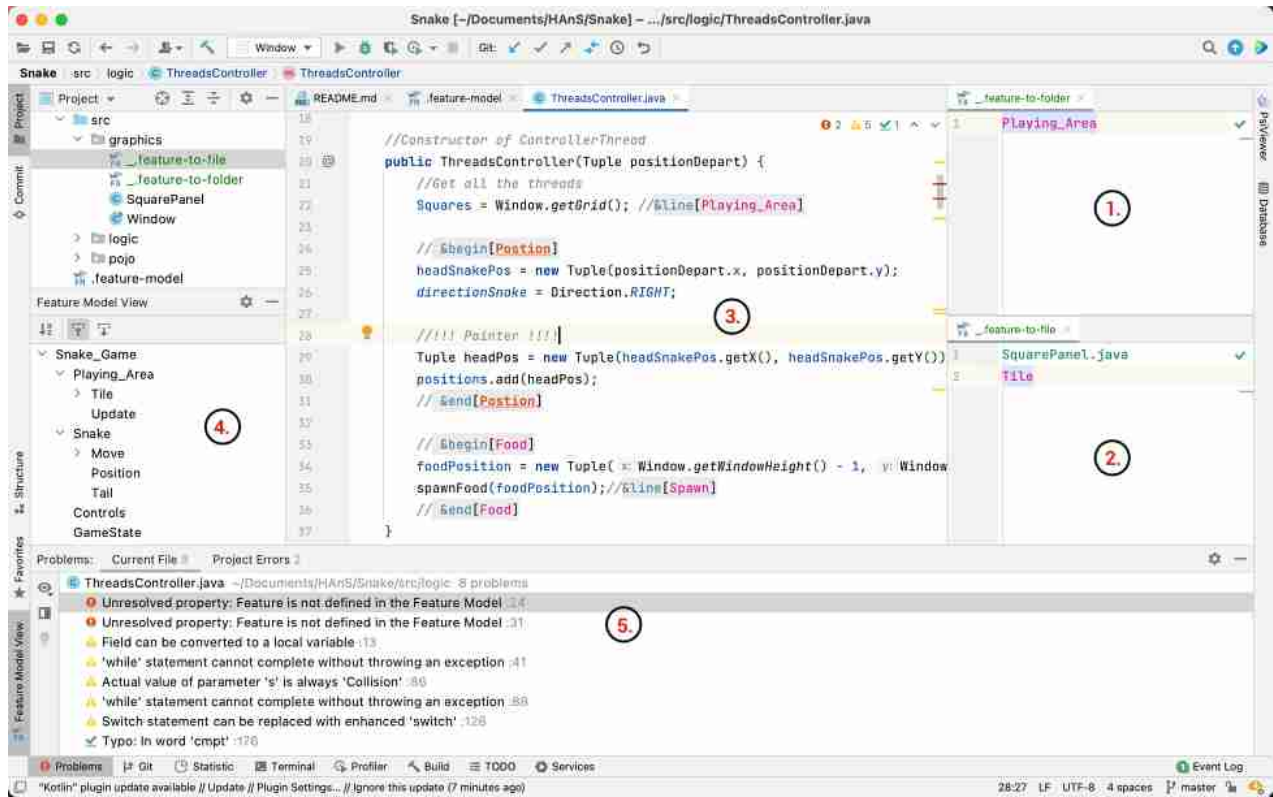 Snake [~/Documents/HAnS/Snake] – .../src/logic/ThreadsController.java
Window
Git:
Snake src logic ThreadsController ThreadsController
Project
README.md .feature-model ThreadsController.java
_.feature-to-folder
src
graphics
_.feature-to-file
_.feature-to-folder
SquarePanel
Window
logic
pojo
.feature-model
Feature Model View
Snake_Game
Playing_Area
Tile
Update
Snake
Move
Position
Tail
Controls
GameState
4.
2 5 1
18
19 //Constructor of ControllerThread
20 public ThreadsController(Tuple positionDepart) {
21 //Get all the threads
22 Squares = Window.getGrid(); //&line[Playing_Area]
23
24 // &begin[Postion]
25 headSnakePos = new Tuple(positionDepart.x, positionDepart.y);
26 directionSnake = Direction.RIGHT;
27
28 //!!! Pointer !!!!
29 Tuple headPos = new Tuple(headSnakePos.getX(), headSnakePos.getY())
30 positions.add(headPos);
31 // &end[Postion]
32
33 // &begin[Food]
34 foodPosition = new Tuple( x: Window.getWindowHeight() - 1, y: Window
35 spawnFood(foodPosition);//&line[Spawn]
36 // &end[Food]
37 }
3.
1 Playing_Area
1.
_.feature-to-file
1 SquarePanel.java
2 Tile
2.
Project
Commit
Structure
Favorites
Feature Model View
PsiViewer
Database
Problems: Current File 8 Project Errors 2
ThreadsController.java ~/Documents/HAnS/Snake/src/logic 8 problems
Unresolved property: Feature is not defined in the Feature Model :24
Unresolved property: Feature is not defined in the Feature Model :31
Field can be converted to a local variable :13
'while' statement cannot complete without throwing an exception :41
Actual value of parameter 's' is always 'Collision' :86
'while' statement cannot complete without throwing an exception :88
Switch statement can be replaced with enhanced 'switch' :126
Typo: In word 'cmpt' :176
5.
Problems Git Statistic Terminal Profiler Build TODO Services
1 Event Log
"Kotlin" plugin update available // Update // Plugin Settings... // Ignore this update (7 minutes ago)
28:27 LF UTF-8 4 spaces master